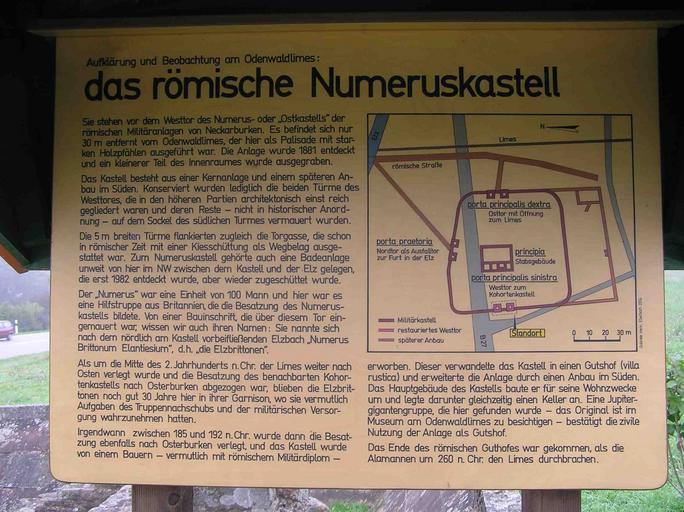 Aufklärung und Beobachtung am Odenwaldlimes:
das römische Numeruskastell
Sie stehen vor dem Westtor des Numerus- oder „Ostkastells" der
römischen Militäranlagen von Neckarburken. Es befindet sich nur
30 m entfernt vom Odenwaldlimes, der hier als Palisade mit star-
ken Holzpfählen ausgeführt war. Die Anlage wurde 1881 entdeckt
und ein kleinerer Teil des Innenraumes wurde ausgegraben.
Das Kastell besteht aus einer Kernanlage und einem späteren An-
bau im Süden. Konserviert wurden lediglich die beiden Türme des
Westtores, die in den höheren Partien architektonisch einst reich
gegliedert waren und deren Reste – nicht in historischer Anord-
nung – auf dem Sockel des südlichen Turmes vermauert wurden.
Die 5 m breiten Türme flankierten zugleich die Torgasse, die schon
in römischer Zeit mit einer Kiesschüttung als Wegbelag ausge-
stattet war. Zum Numeruskastell gehörte auch eine Badeanlage
unweit von hier im NW zwischen dem Kastell und der Elz gelegen,
die erst 1982 entdeckt wurde, aber wieder zugeschüttet wurde.
Der „Numerus" war eine Einheit von 100 Mann und hier war es
eine Hilfstruppe aus Britannien, die die Besatzung des Numerus-
kastells bildete. Von einer Bauinschrift, die über diesem Tor ein-
gemauert war, wissen wir auch ihren Namen: Sie nannte sich
nach dem nördlich am Kastell vorbeifließenden Elzbach „Numerus
Brittonum Elantiesium", d.h. „die Elzbrittonen".
Als um die Mitte des 2. Jahrhunderts n. Chr. der Limes weiter nach
Osten verlegt wurde und die Besatzung des benachbarten Kohor-
tenkastells nach Osterburken abgezogen war, blieben die Elzbrit-
tonen noch gut 30 Jahre hier in ihrer Garnison, wo sie vermutlich
Aufgaben des Truppennachschubs und der militärischen Versor-
gung wahrzunehmen hatten.
Irgendwann zwischen 185 und 192 n. Chr. wurde dann die Besat-
zung ebenfalls nach Osterburken verlegt, und das Kastell wurde
von einem Bauern – vermutlich mit römischem Militärdiplom –
Elz
Limes
N
römische Straße
porta principalis dextra
Osttor mit Öffnung
zum Limes
porta praetoria
Nordtor als Ausfalltor
zur Furt in der Elz
principia
Stabsgebäude
porta principalis sinistra
Westtor zum
Kohortenkastell
Militärkastell
restauriertes Westtor
späterer Anbau
B 27
Standort
0 10 20 30 m
erworben. Dieser verwandelte das Kastell in einen Gutshof (villa
rustica) und erweiterte die Anlage durch einen Anbau im Süden.
Das Hauptgebäude des Kastells baute er für seine Wohnzwecke
um und legte darunter gleichzeitig einen Keller an. Eine Jupiter-
gigantengruppe, die hier gefunden wurde – das Original ist im
Museum am Odenwaldlimes zu besichtigen – bestätigt die zivile
Nutzung der Anlage als Gutshof.
Das Ende des römischen Guthofes war gekommen, als die
Alamannen um 260 n. Chr. den Limes durchbrachen.